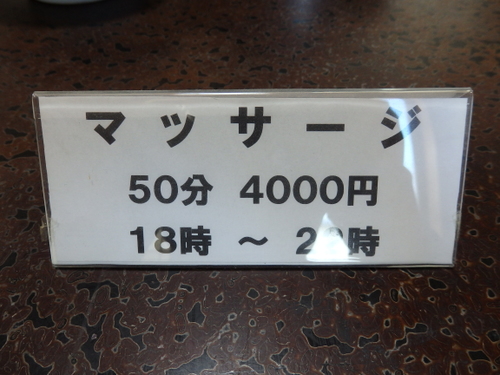 マッサージ
50分 4000円
18時 ~